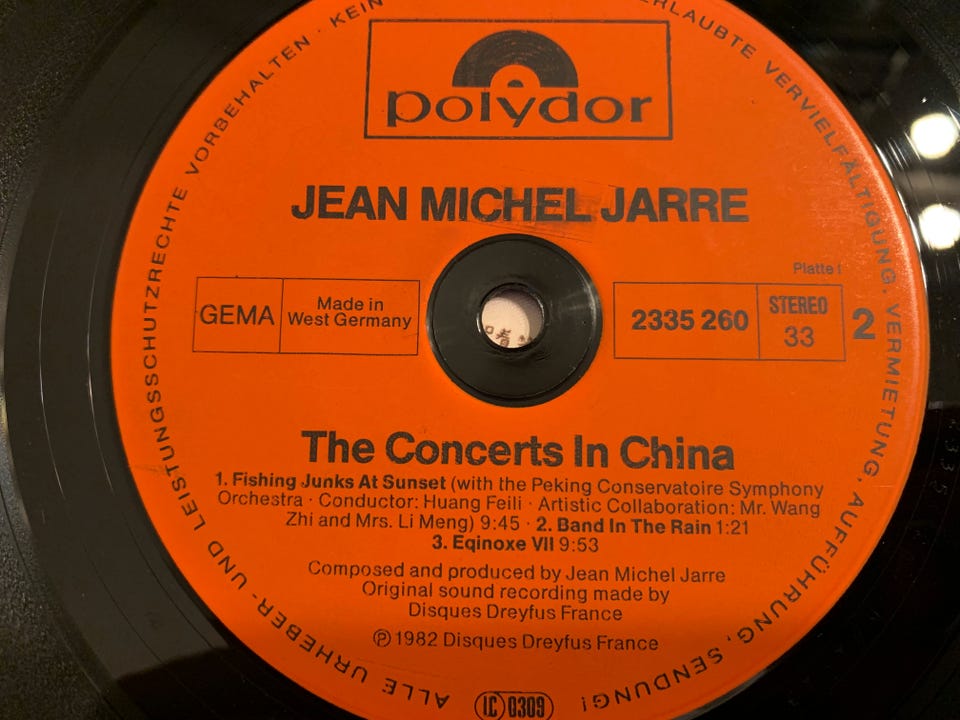 polydor
JEAN MICHEL JARRE
Platte I
GEMA
Made in
West Germany
2335 260
STEREO
33
2
The Concerts In China
1. Fishing Junks At Sunset (with the Peking Conservatoire Symphony
Orchestra · Conductor: Huang Feili · Artistic Collaboration: Mr. Wang
Zhi and Mrs. Li Meng) 9:45 · 2. Band In The Rain 1:21
3. Eqinoxe VII 9:53
Composed and produced by Jean Michel Jarre
Original sound recording made by
Disques Dreyfus France
℗ 1982 Disques Dreyfus France
ALLE URHEBER- UND LEISTUNGSSCHUTZRECHTE VORBEHALTEN · KEIN ERLAUBTE VERVIELFÄLTIGUNG, VERMIETUNG, AUFFÜHRUNG, SENDUNG!
LC 0309